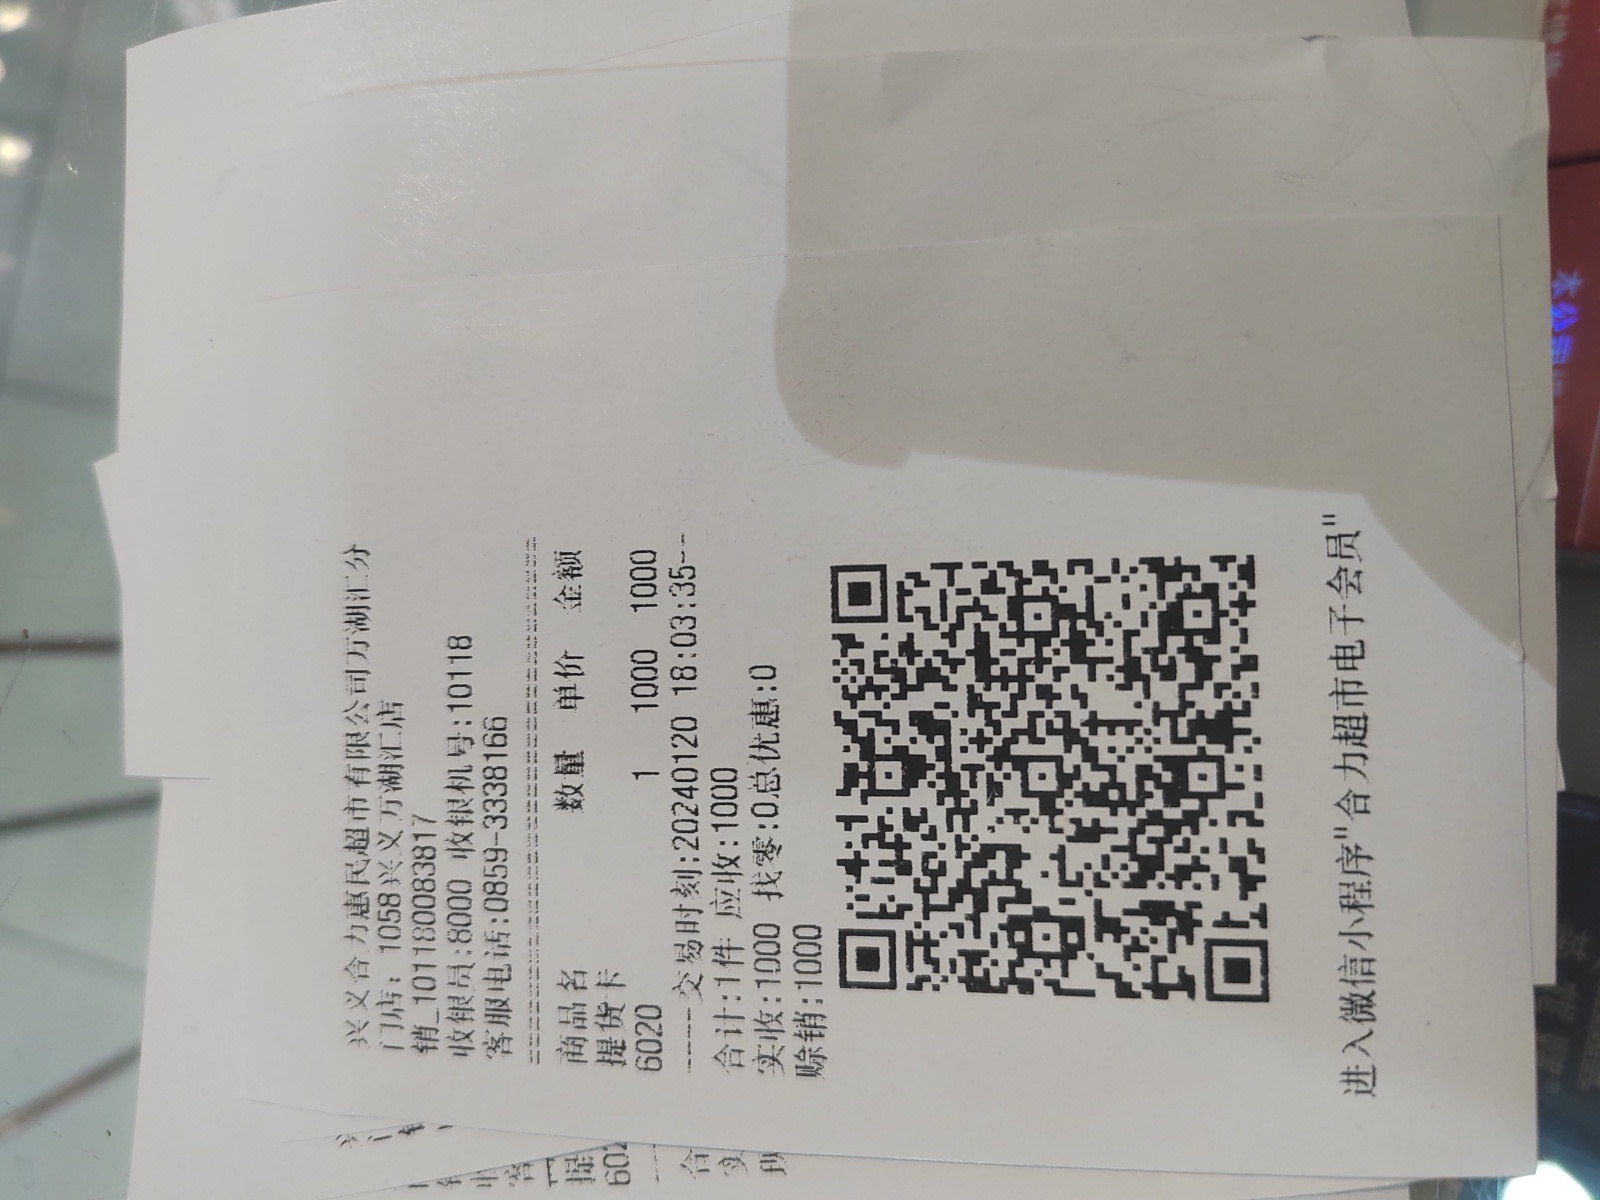 兴义合力惠民超市有限公司万湖汇分
门店: 1058兴义万湖汇店
销_101180083817
收银员:8000 收银机号:10118
客服电话:0859-3338166
商品名 数量 单价 金额
提货卡
6020 1 1000 1000
----交易时刻:20240120 18:03:35--
合计:1件 应收:1000
实收:1000 找零:0总优惠:0
赊销:1000
进入微信小程序"合力超市电子会员"